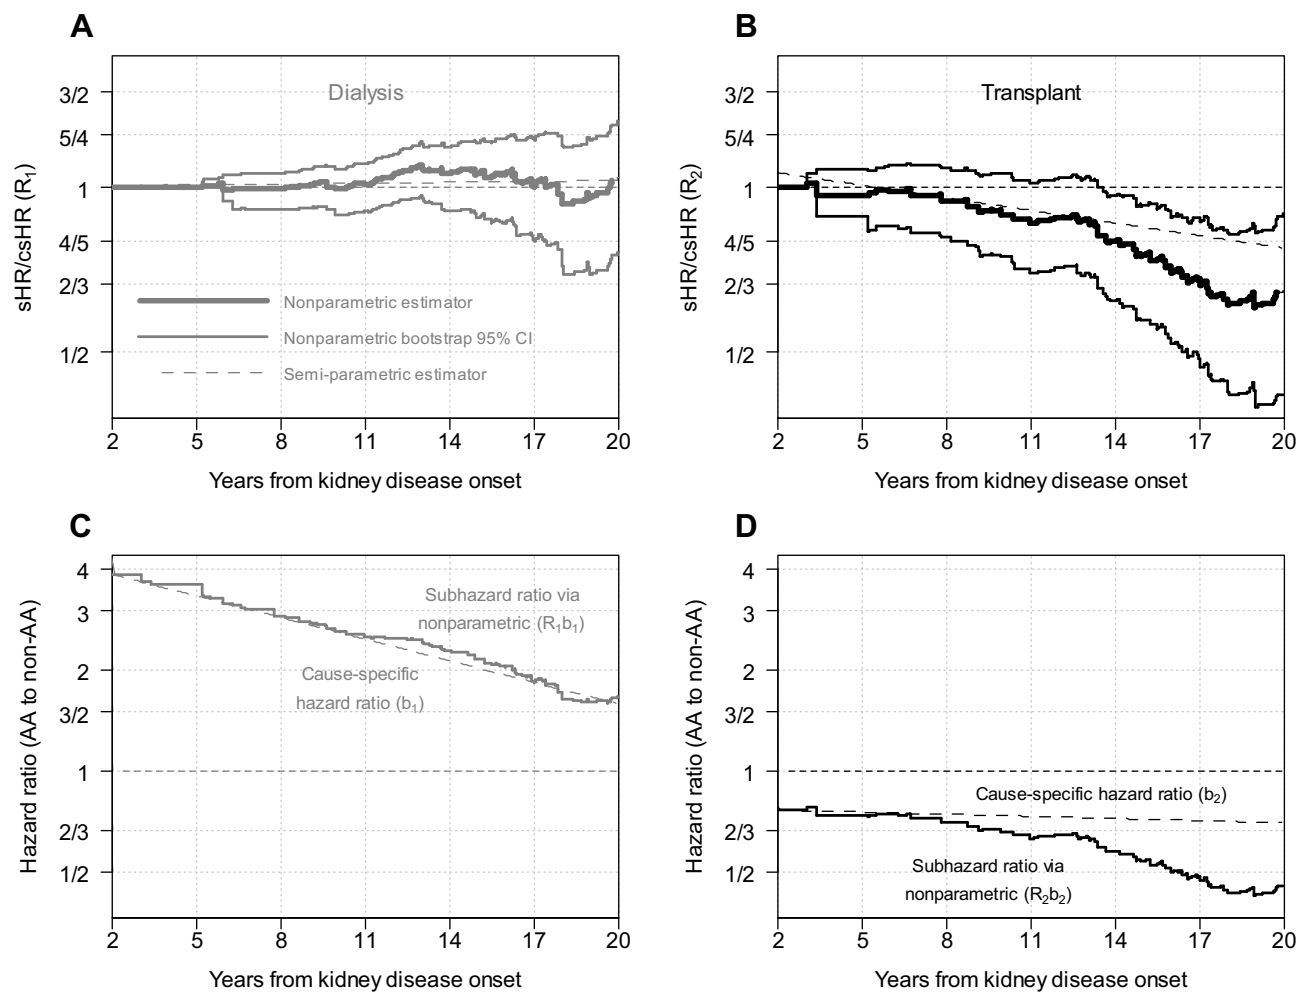 A
Dialysis
sHR/csHR (R1)
3/2
5/4
1
4/5
2/3
1/2
Nonparametric estimator
Nonparametric bootstrap 95% CI
Semi-parametric estimator
2 5 8 11 14 17 20
Years from kidney disease onset
B
Transplant
sHR/csHR (R2)
3/2
5/4
1
4/5
2/3
1/2
2 5 8 11 14 17 20
Years from kidney disease onset
C
Hazard ratio (AA to non-AA)
4
3
2
3/2
1
2/3
1/2
Subhazard ratio via
nonparametric (R1b1)
Cause-specific
hazard ratio (b1)
2 5 8 11 14 17 20
Years from kidney disease onset
D
Hazard ratio (AA to non-AA)
4
3
2
3/2
1
2/3
1/2
Cause-specific hazard ratio (b2)
Subhazard ratio via
nonparametric (R2b2)
2 5 8 11 14 17 20
Years from kidney disease onset